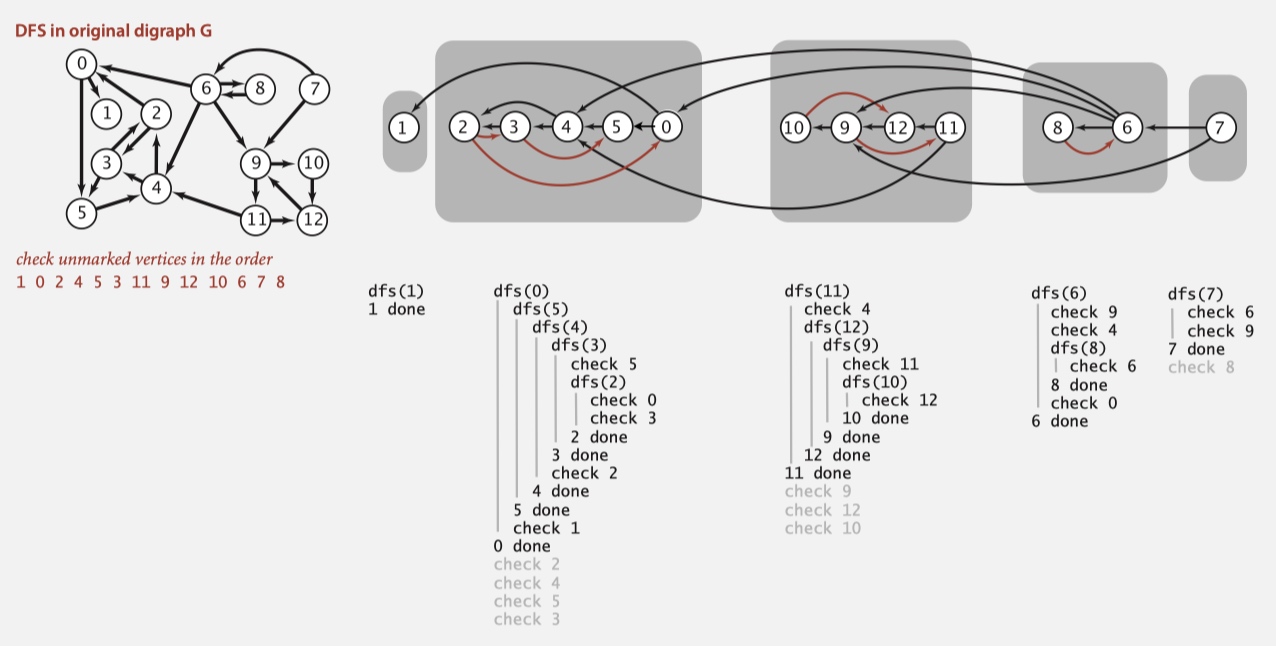 DFS in original digraph G
0
6
8
7
1
2
3
9
10
4
5
11
12
1
2
3
4
5
0
10
9
12
11
8
6
7
check unmarked vertices in the order
1 0 2 4 5 3 11 9 12 10 6 7 8
dfs(1)
1 done
dfs(0)
dfs(5)
dfs(4)
dfs(3)
check 5
dfs(2)
check 0
check 3
2 done
3 done
check 2
4 done
5 done
check 1
0 done
check 2
check 4
check 5
check 3
dfs(11)
check 4
dfs(12)
dfs(9)
check 11
dfs(10)
check 12
10 done
9 done
12 done
11 done
check 9
check 12
check 10
dfs(6)
check 9
check 4
dfs(8)
check 6
8 done
check 0
6 done
dfs(7)
check 6
check 9
7 done
check 8